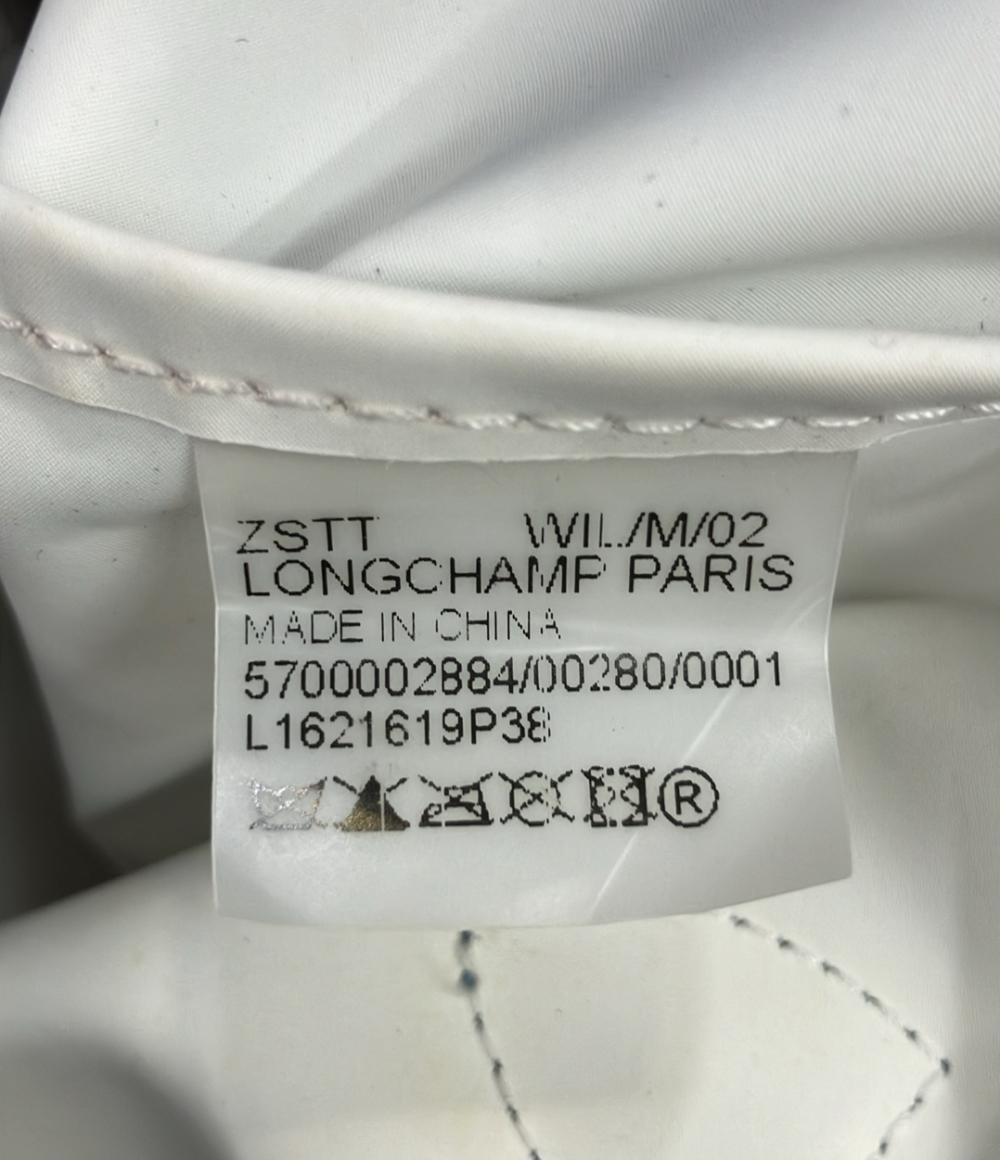 ZSTT WIL/M/02
LONGCHAMP PARIS
MADE IN CHINA
5700002884/00280/0001
L1621619P38
®